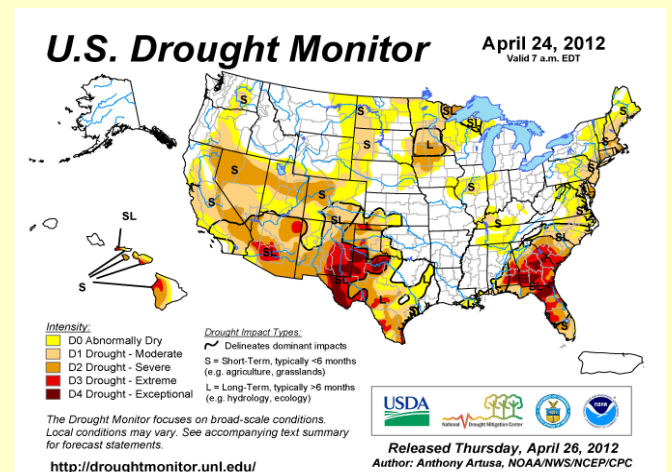 U.S. Drought Monitor
April 24, 2012
Valid 7 a.m. EDT
S
S
S
SL
SL
L
S
S
S
S
S
S
S
S
S
S
SL
SL
SL
SL
SL
SL
L
S
S
SL
S
Intensity:
D0 Abnormally Dry
D1 Drought - Moderate
D2 Drought - Severe
D3 Drought - Extreme
D4 Drought - Exceptional
Drought Impact Types:
Delineates dominant impacts
S = Short-Term, typically <6 months
(e.g. agriculture, grasslands)
L = Long-Term, typically >6 months
(e.g. hydrology, ecology)
USDA
National Drought Mitigation Center
NOAA
The Drought Monitor focuses on broad-scale conditions.
Local conditions may vary. See accompanying text summary
for forecast statements.
http://droughtmonitor.unl.edu/
Released Thursday, April 26, 2012
Author: Anthony Artusa, NOAA/NWS/NCEP/CPC